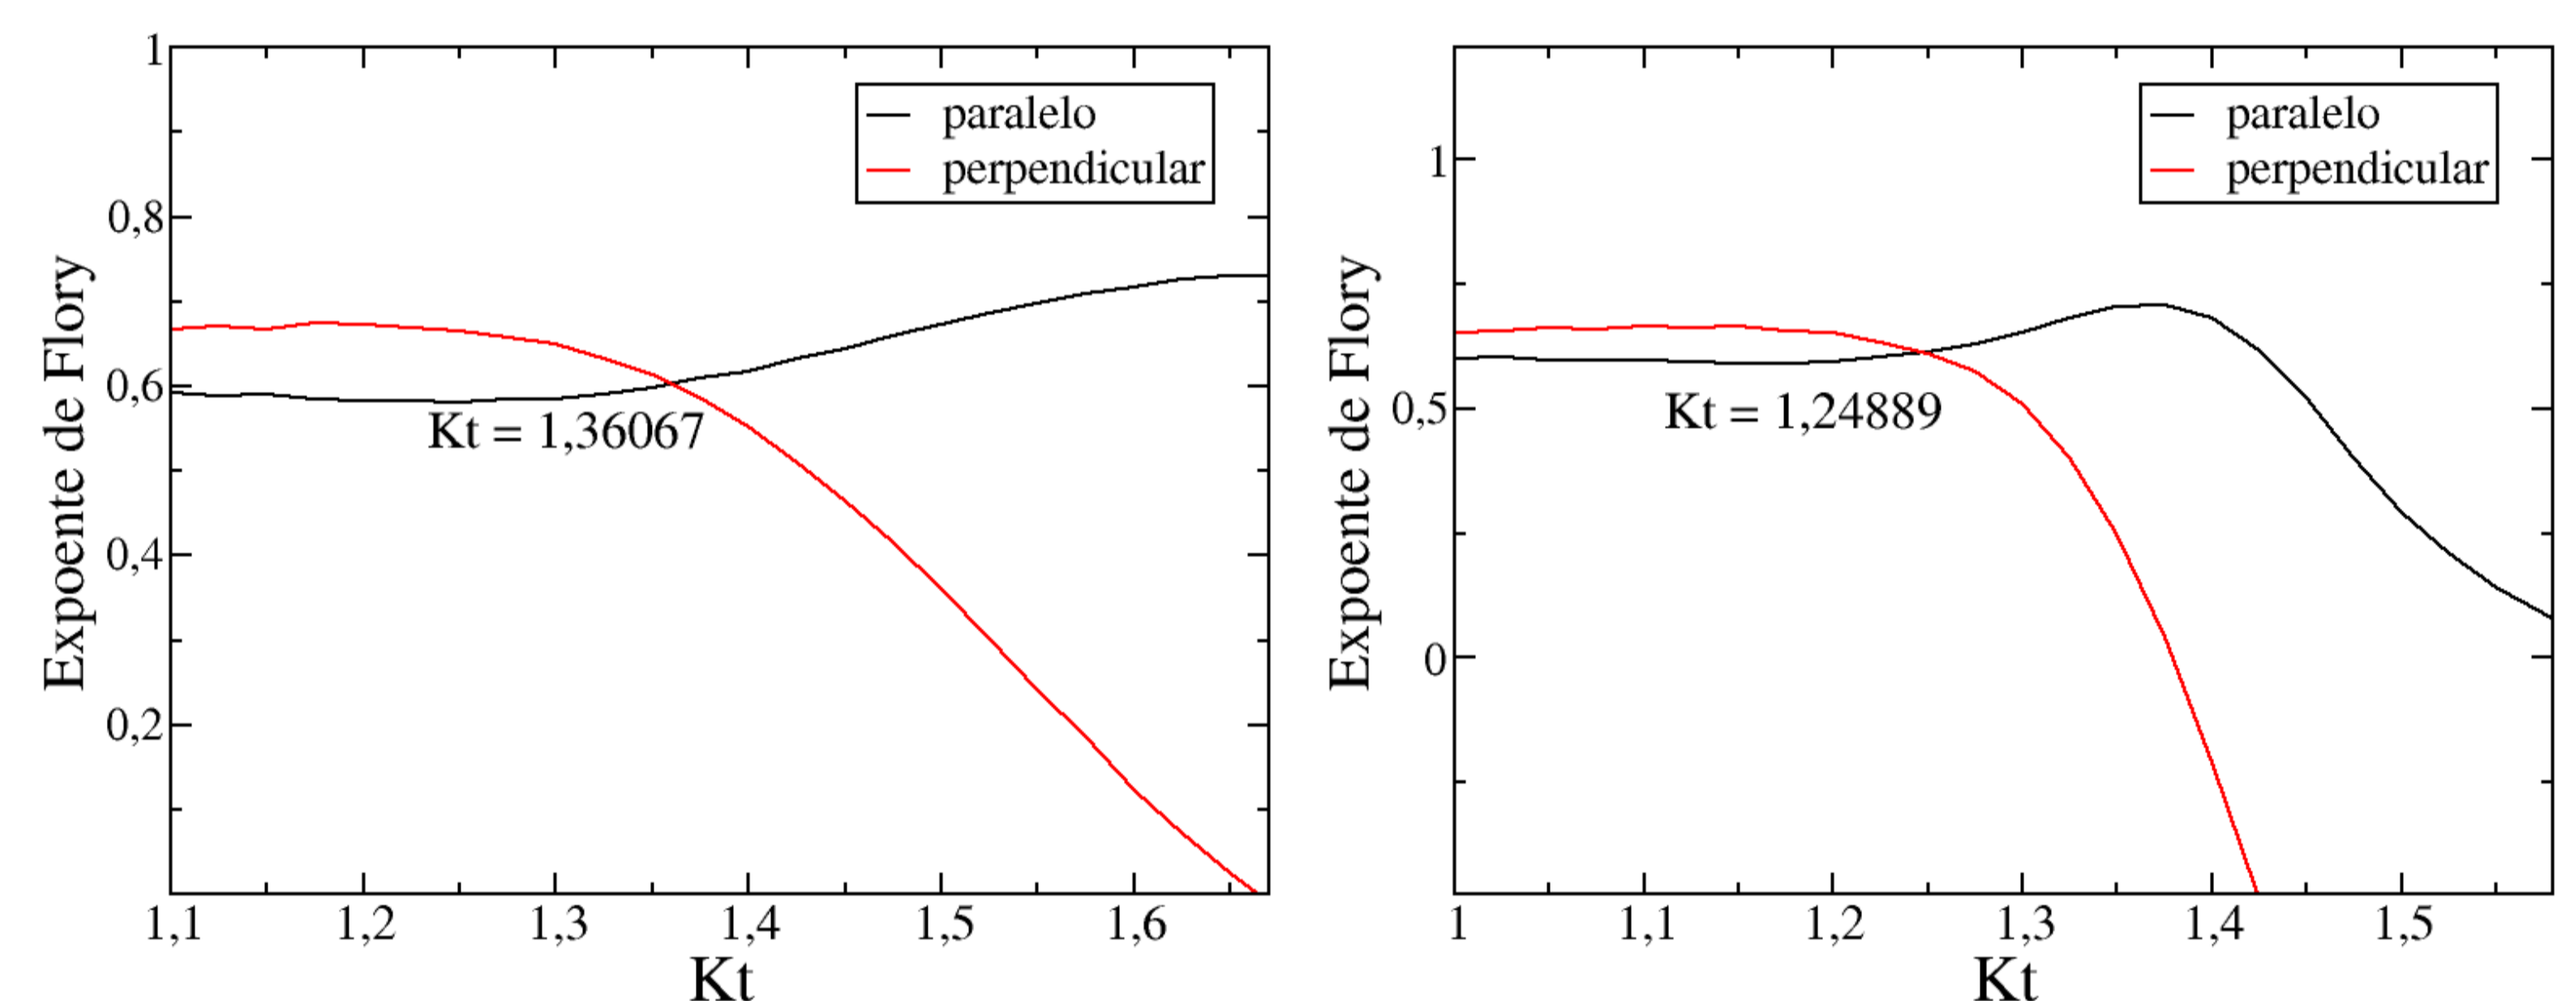 Expoente de Flory
1
0,8
0,6
0,4
0,2
paralelo
perpendicular
Kt = 1,36067
1,1
1,2
1,3
1,4
1,5
1,6
Kt
Expoente de Flory
1
0,5
0
paralelo
perpendicular
Kt = 1,24889
1
1,1
1,2
1,3
1,4
1,5
Kt